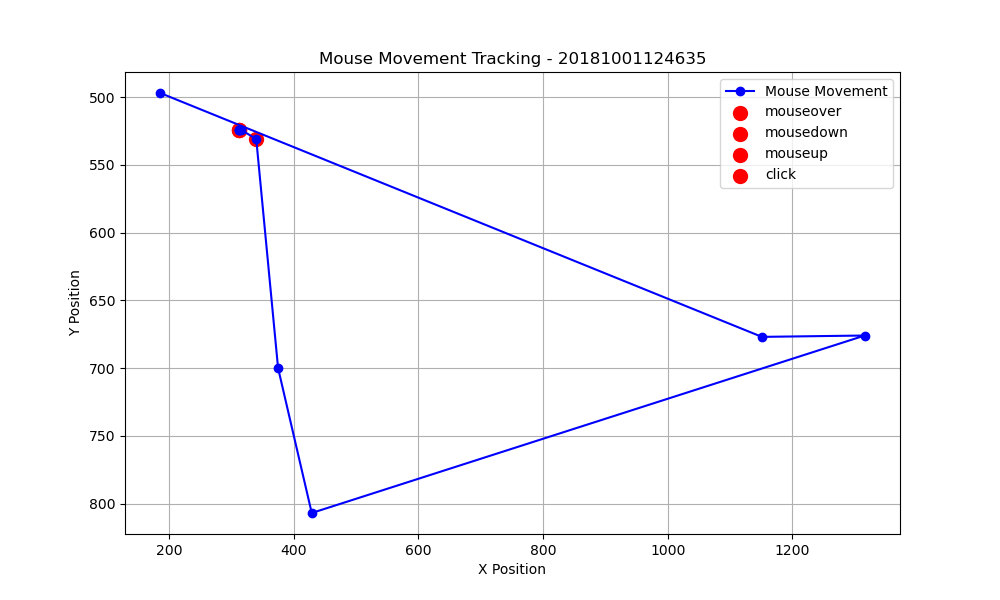 Mouse Movement Tracking - 20181001124635
Mouse Movement
mouseover
mousedown
mouseup
click
Y Position
500
550
600
650
700
750
800
200 400 600 800 1000 1200
X Position